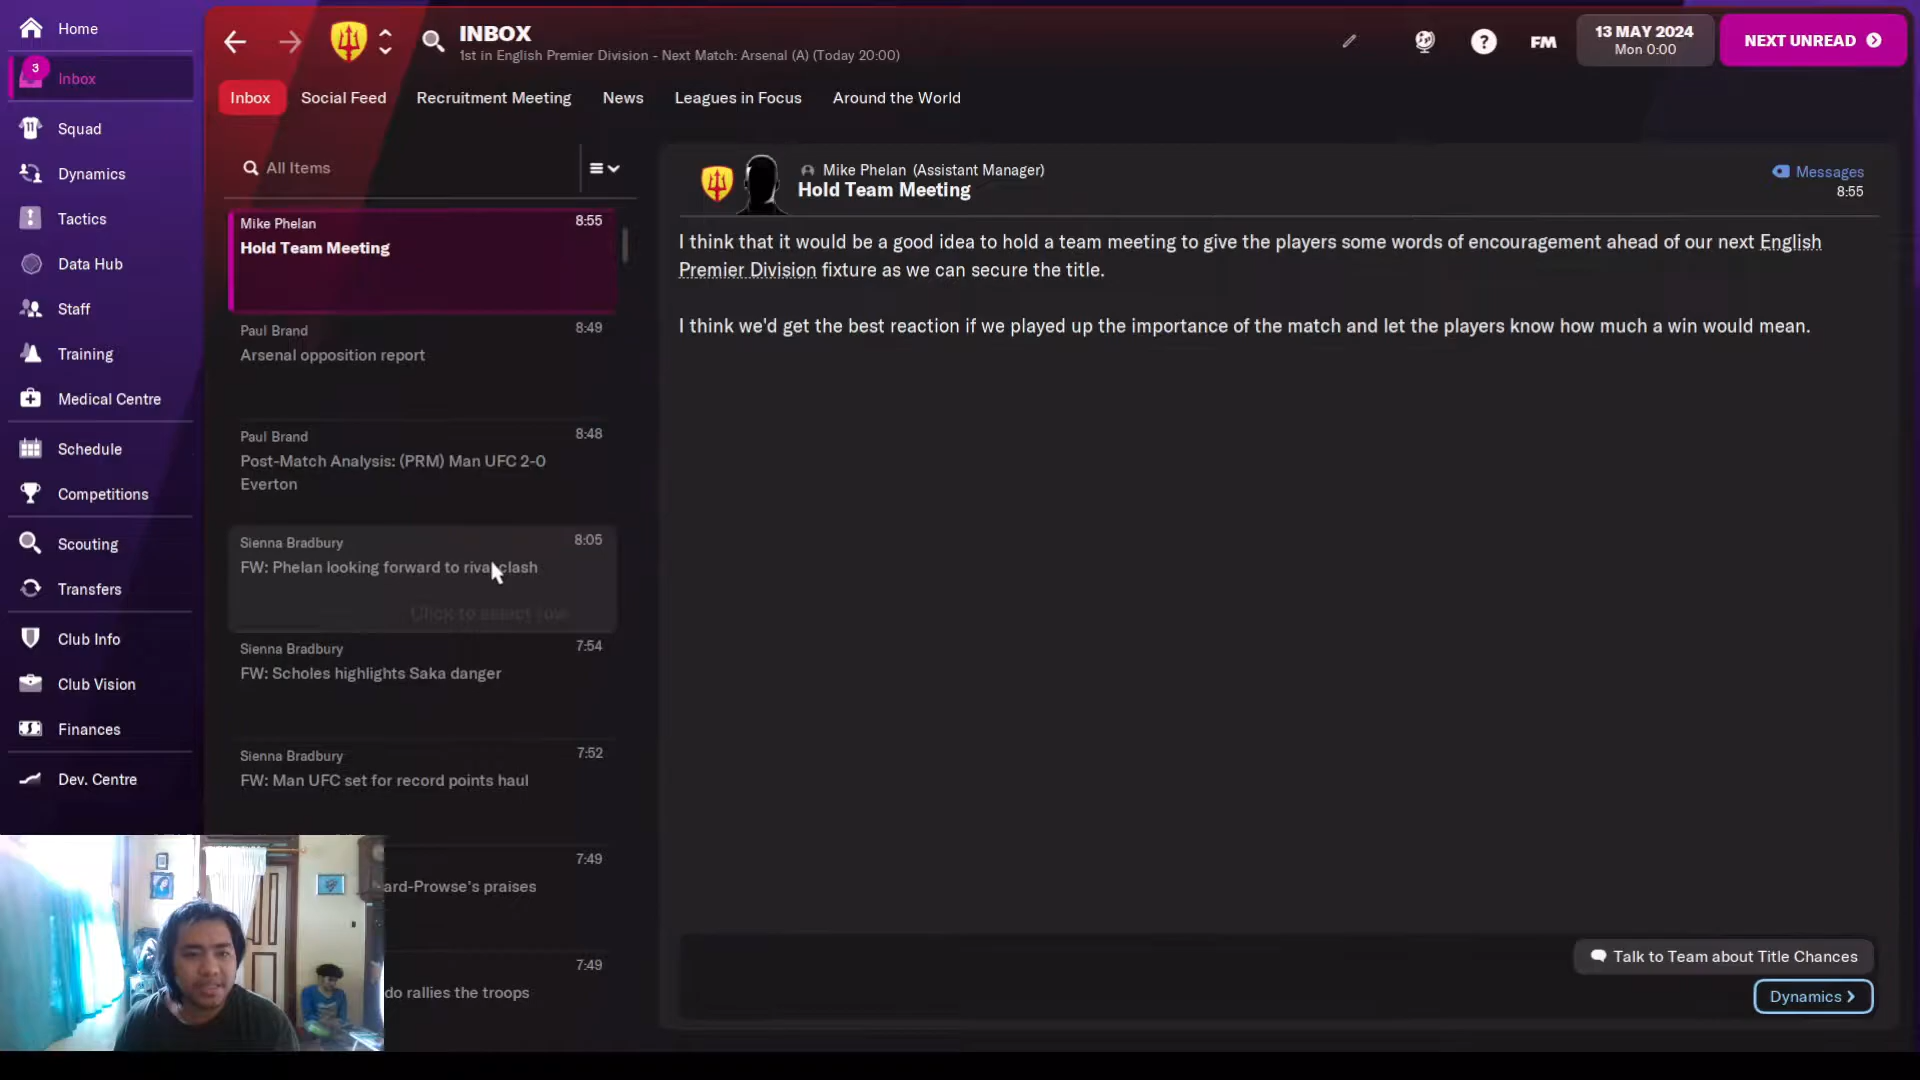 Home
3
Inbox
Squad
Dynamics
Tactics
Data Hub
Staff
Training
Medical Centre
Schedule
Competitions
Scouting
Transfers
Club Info
Club Vision
Finances
Dev. Centre
INBOX
1st in English Premier Division - Next Match: Arsenal (A) (Today 20:00)
?
FM
13 MAY 2024
Mon 0:00
NEXT UNREAD
Inbox
Social Feed
Recruitment Meeting
News
Leagues in Focus
Around the World
All Items
Mike Phelan
8:55
Hold Team Meeting
Paul Brand
8:49
Arsenal opposition report
Paul Brand
8:48
Post-Match Analysis: (PRM) Man UFC 2-0
Everton
Sienna Bradbury
8:05
FW: Phelan looking forward to rival clash
Click to select row
Sienna Bradbury
7:54
FW: Scholes highlights Saka danger
Sienna Bradbury
7:52
FW: Man UFC set for record points haul
7:49
ard-Prowse's praises
7:49
do rallies the troops
Mike Phelan (Assistant Manager)
Hold Team Meeting
Messages
8:55
I think that it would be a good idea to hold a team meeting to give the players some words of encouragement ahead of our next English
Premier Division fixture as we can secure the title.
I think we'd get the best reaction if we played up the importance of the match and let the players know how much a win would mean.
Talk to Team about Title Chances
Dynamics